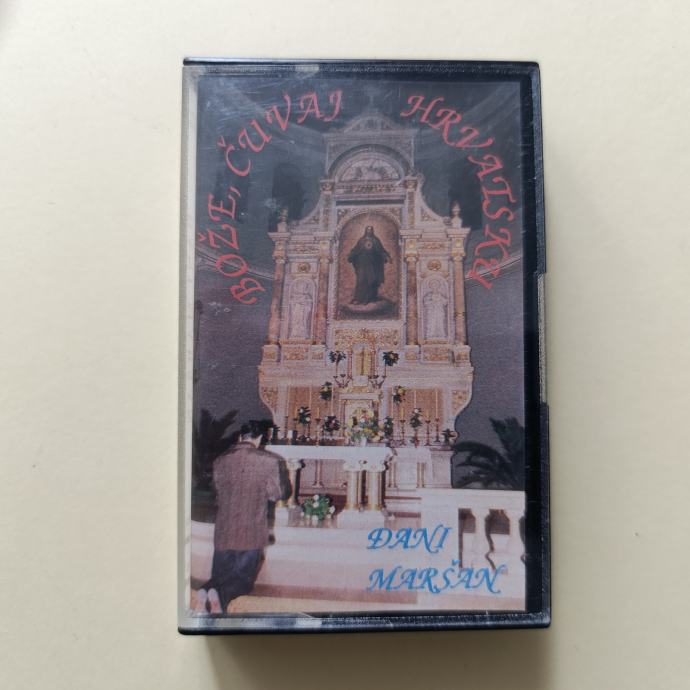 BOŽE, ČUVAJ HRVATSKU
ĐANI
MARŠAN